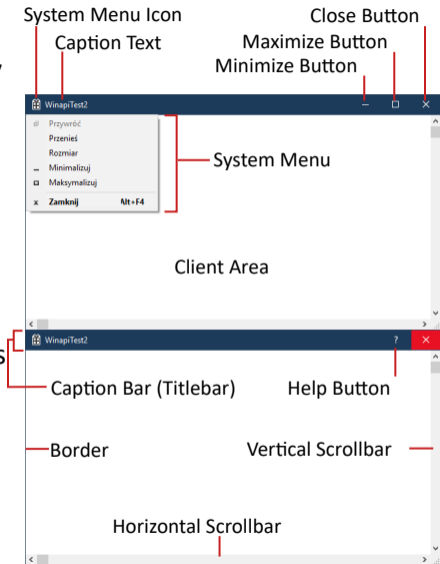 System Menu Icon
Close Button
Caption Text
Maximize Button
Minimize Button
WinapiTest2
Przywróć
Przenieś
Rozmiar
Minimalizuj
Maksymalizuj
x Zamknij Alt+F4
System Menu
Client Area
WinapiTest2 ?
s
Caption Bar (Titlebar)
Help Button
Border
Vertical Scrollbar
Horizontal Scrollbar